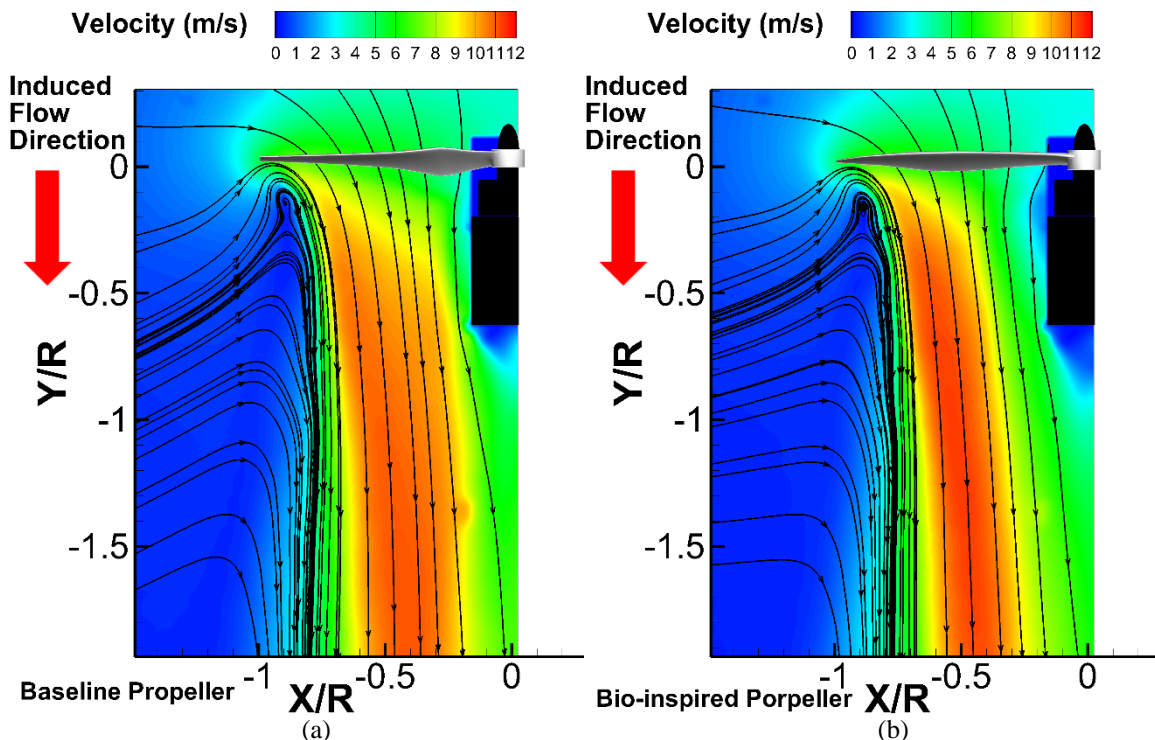 Velocity (m/s)
0 1 2 3 4 5 6 7 8 9 10 11 12
Induced
Flow
Direction
0
-0.5
Y/R
-1
-1.5
-1 -0.5 0
Baseline Propeller
X/R
(a)
Velocity (m/s)
0 1 2 3 4 5 6 7 8 9 10 11 12
Induced
Flow
Direction
0
-0.5
Y/R
-1
-1.5
-1 -0.5 0
Bio-inspired Porpeller
X/R
(b)